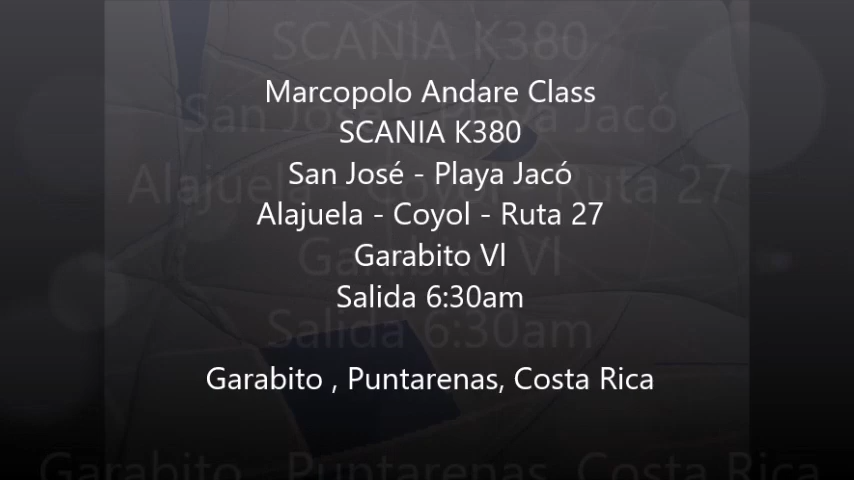 Marcopolo Andare Class
SCANIA K380
San José - Playa Jacó
Alajuela - Coyol - Ruta 27
Garabito Vl
Salida 6:30am
Garabito , Puntarenas, Costa Rica